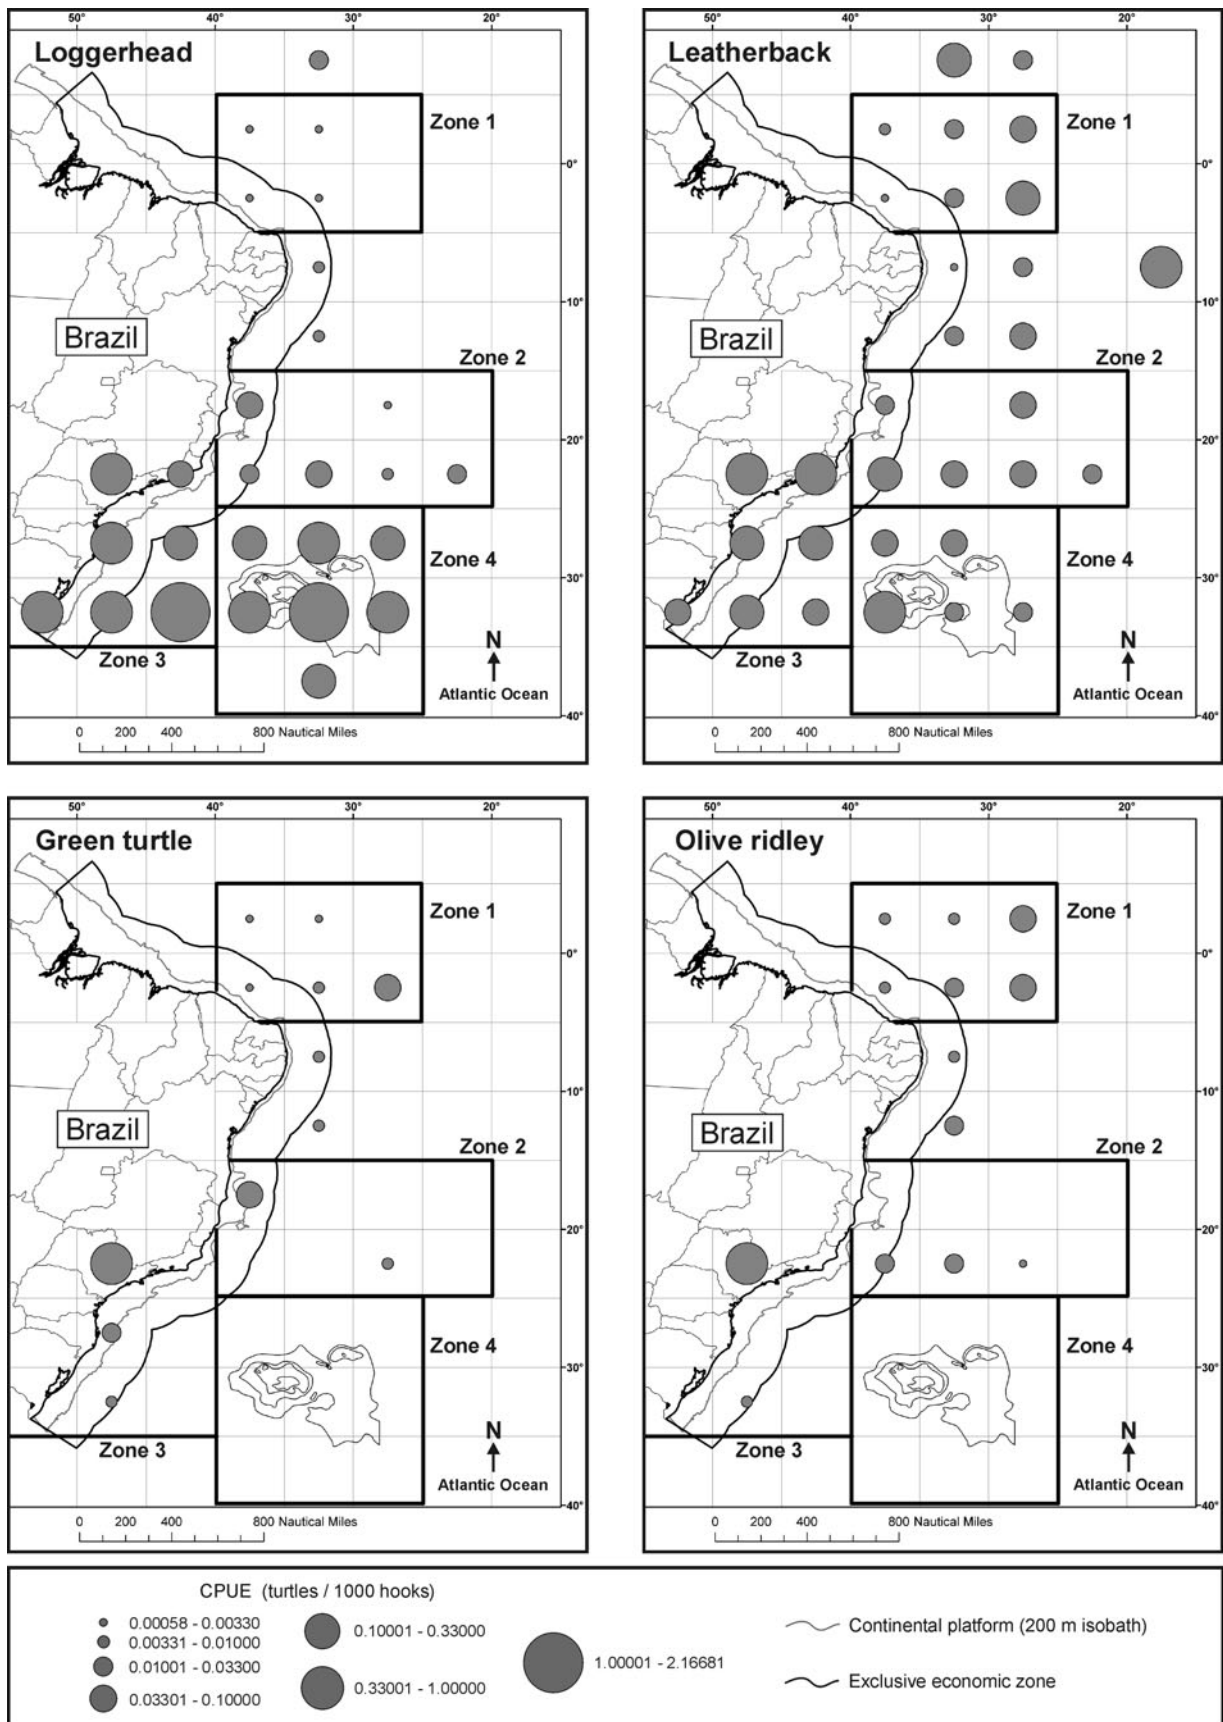 50° 40° 30° 20°
Loggerhead
Zone 1
0°
10°
Brazil
Zone 2
20°
Zone 4
30°
N
Zone 3
Atlantic Ocean
40°
0 200 400 800 Nautical Miles
50° 40° 30° 20°
Leatherback
Zone 1
0°
10°
Brazil
Zone 2
20°
Zone 4
30°
N
Zone 3
Atlantic Ocean
40°
0 200 400 800 Nautical Miles
50° 40° 30° 20°
Green turtle
Zone 1
0°
10°
Brazil
Zone 2
20°
Zone 4
30°
N
Zone 3
Atlantic Ocean
40°
0 200 400 800 Nautical Miles
50° 40° 30° 20°
Olive ridley
Zone 1
0°
10°
Brazil
Zone 2
20°
Zone 4
30°
N
Zone 3
Atlantic Ocean
40°
0 200 400 800 Nautical Miles
CPUE (turtles / 1000 hooks)
0.00058 - 0.00330
0.00331 - 0.01000
0.01001 - 0.03300
0.03301 - 0.10000
0.10001 - 0.33000
0.33001 - 1.00000
1.00001 - 2.16681
Continental platform (200 m isobath)
Exclusive economic zone